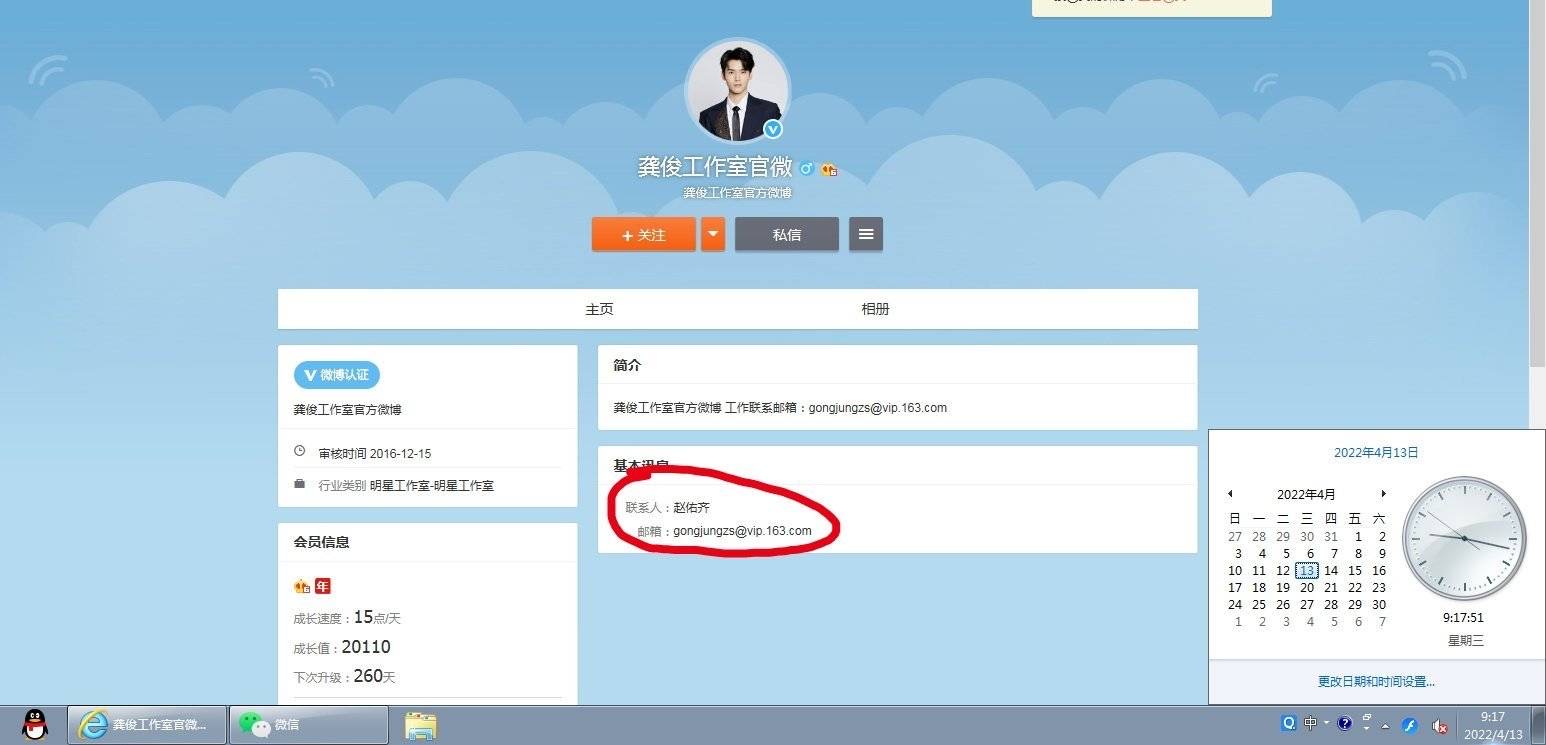 龚俊工作室官微
龚俊工作室官方微博
+ 关注
私信
主页
相册
微博认证
龚俊工作室官方微博
审核时间 2016-12-15
行业类别 明星工作室-明星工作室
会员信息
年
成长速度：15点/天
成长值：20110
下次升级：260天
简介
龚俊工作室官方微博 工作联系邮箱：gongjungzs@vip.163.com
基本讯息
联系人：赵佑齐
邮箱：gongjungzs@vip.163.com
2022年4月13日
2022年4月
日 一 二 三 四 五 六
27 28 29 30 31 1 2
3 4 5 6 7 8 9
10 11 12 13 14 15 16
17 18 19 20 21 22 23
24 25 26 27 28 29 30
1 2 3 4 5 6 7
9:17:51
星期三
更改日期和时间设置...
龚俊工作室官微...
微信
中
9:17
2022/4/13